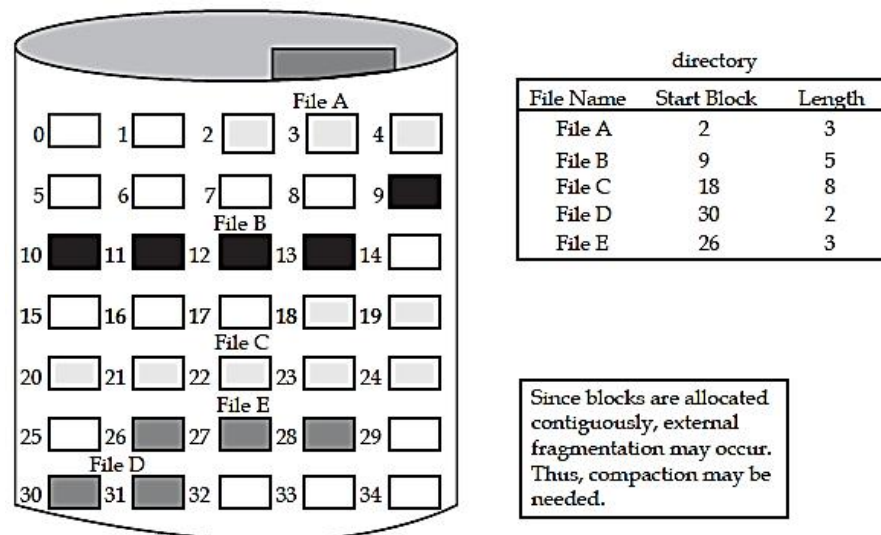 File A
0 1 2 3 4
5 6 7 8 9
File B
10 11 12 13 14
15 16 17 18 19
File C
20 21 22 23 24
File E
25 26 27 28 29
File D
30 31 32 33 34
directory
File Name Start Block Length
File A 2 3
File B 9 5
File C 18 8
File D 30 2
File E 26 3
Since blocks are allocated
contiguously, external
fragmentation may occur.
Thus, compaction may be
needed.